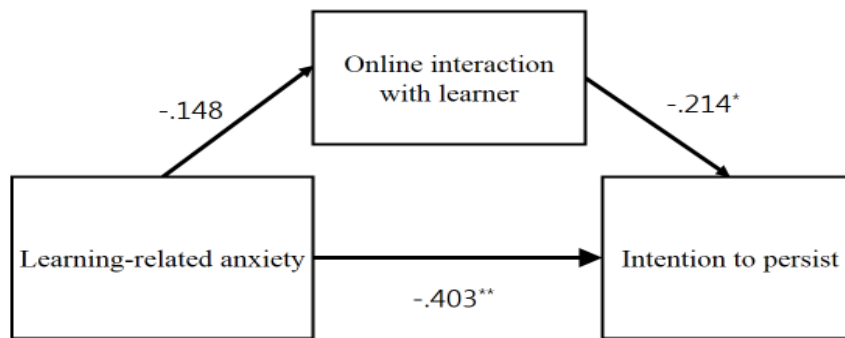 Online interaction
with learner
-.148
-.214*
Learning-related anxiety
Intention to persist
-.403**